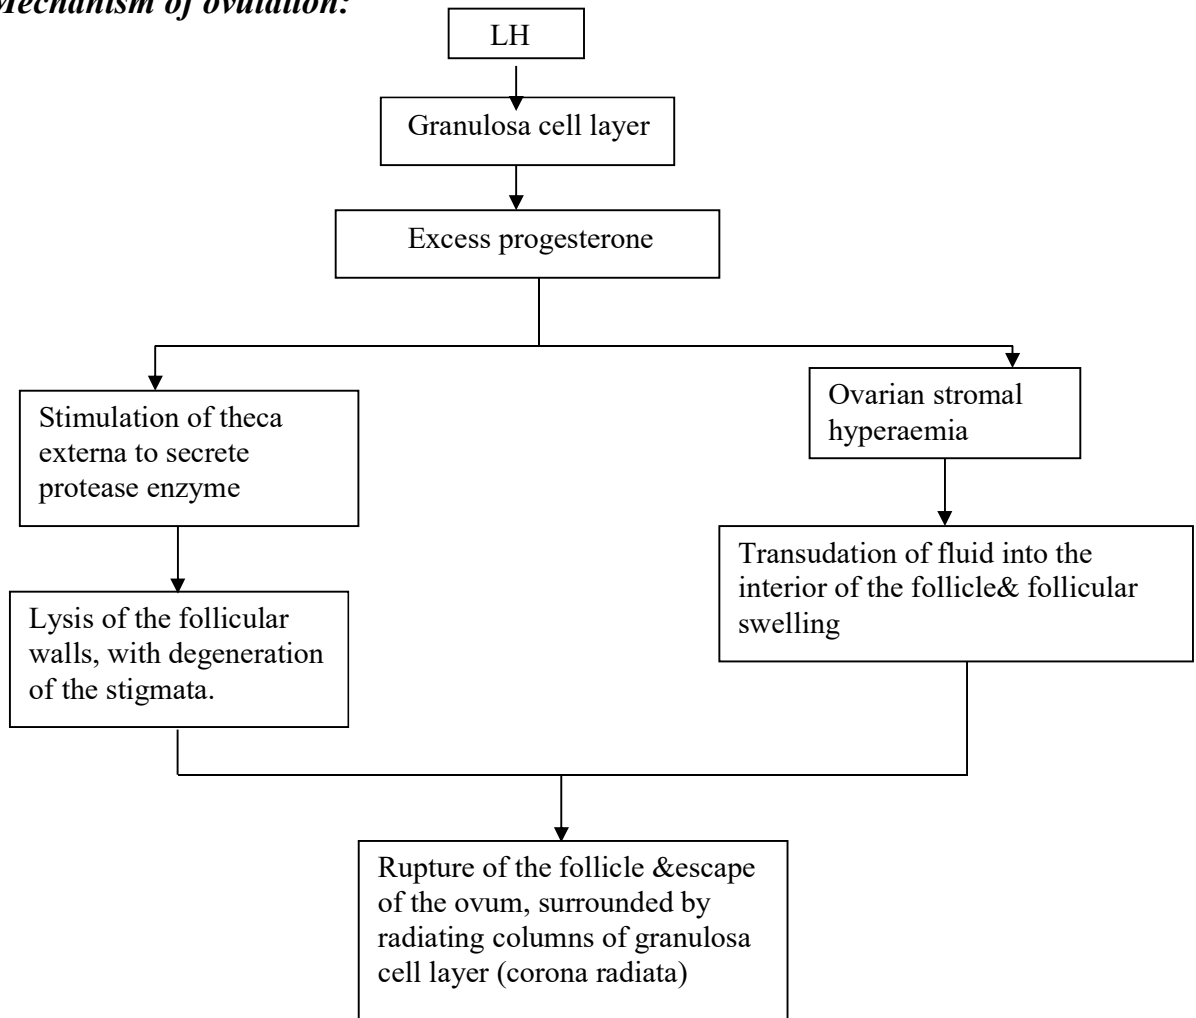 Mechanism of ovulation:
LH
Granulosa cell layer
Excess progesterone
Stimulation of theca
externa to secrete
protease enzyme
Ovarian stromal
hyperaemia
Lysis of the follicular
walls, with degeneration
of the stigmata.
Transudation of fluid into the
interior of the follicle& follicular
swelling
Rupture of the follicle &escape
of the ovum, surrounded by
radiating columns of granulosa
cell layer (corona radiata)